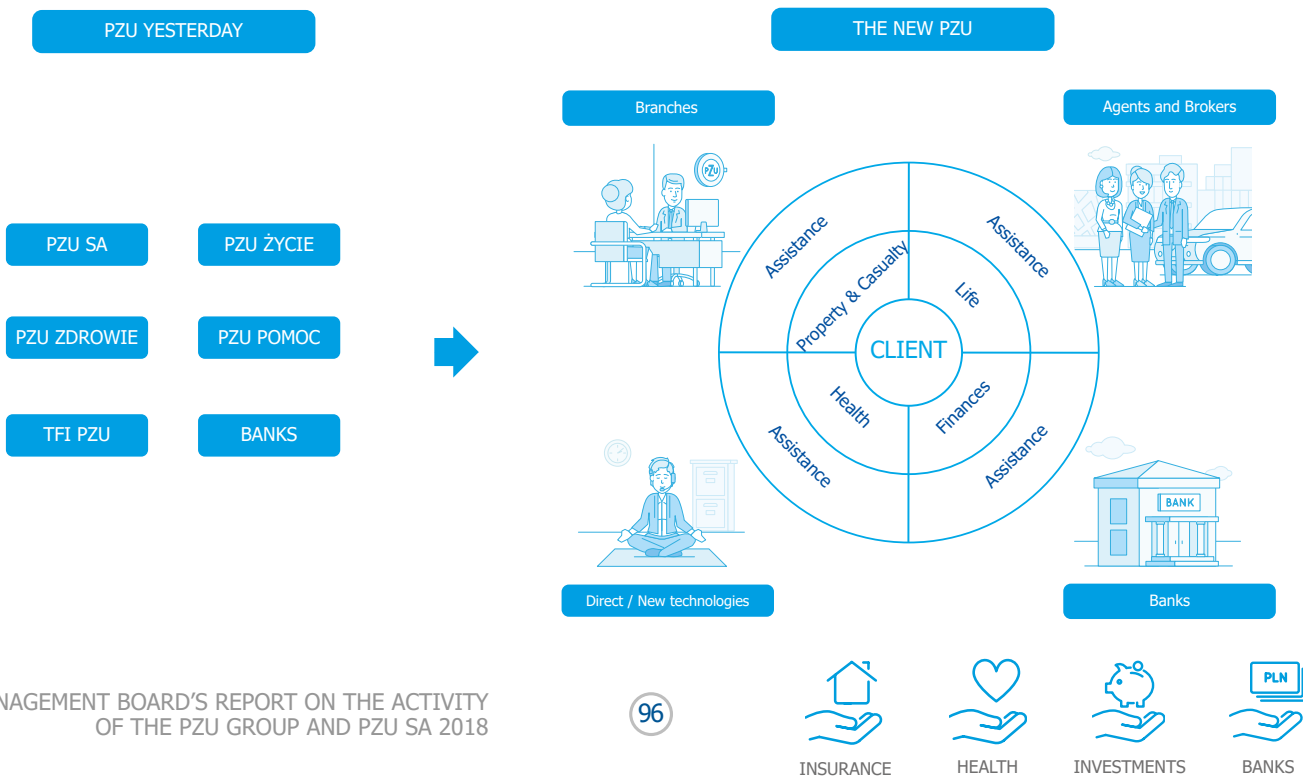 PZU YESTERDAY
THE NEW PZU
Branches
Agents and Brokers
PZU
PZU SA
PZU ŻYCIE
PZU ZDROWIE
PZU POMOC
TFI PZU
BANKS
Assistance
Assistance
Property & Casualty
Life
CLIENT
Health
Finances
Assistance
Assistance
BANK
Direct / New technologies
Banks
NAGEMENT BOARD’S REPORT ON THE ACTIVITY
OF THE PZU GROUP AND PZU SA 2018
96
PLN
INSURANCE
HEALTH
INVESTMENTS
BANKS